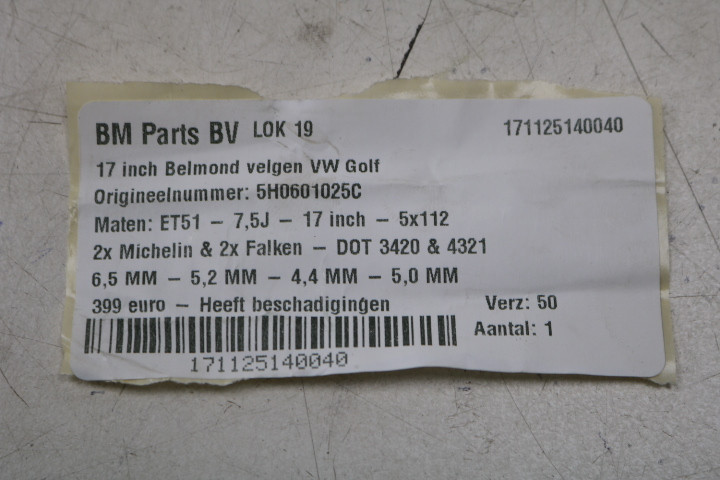 BM Parts BV LOK 19 171125140040
17 inch Belmond velgen VW Golf
Origineelnummer: 5H0601025C
Maten: ET51 – 7,5J – 17 inch – 5x112
2x Michelin & 2x Falken – DOT 3420 & 4321
6,5 MM – 5,2 MM – 4,4 MM – 5,0 MM
399 euro – Heeft beschadigingen Verz: 50
Aantal: 1
171125140040